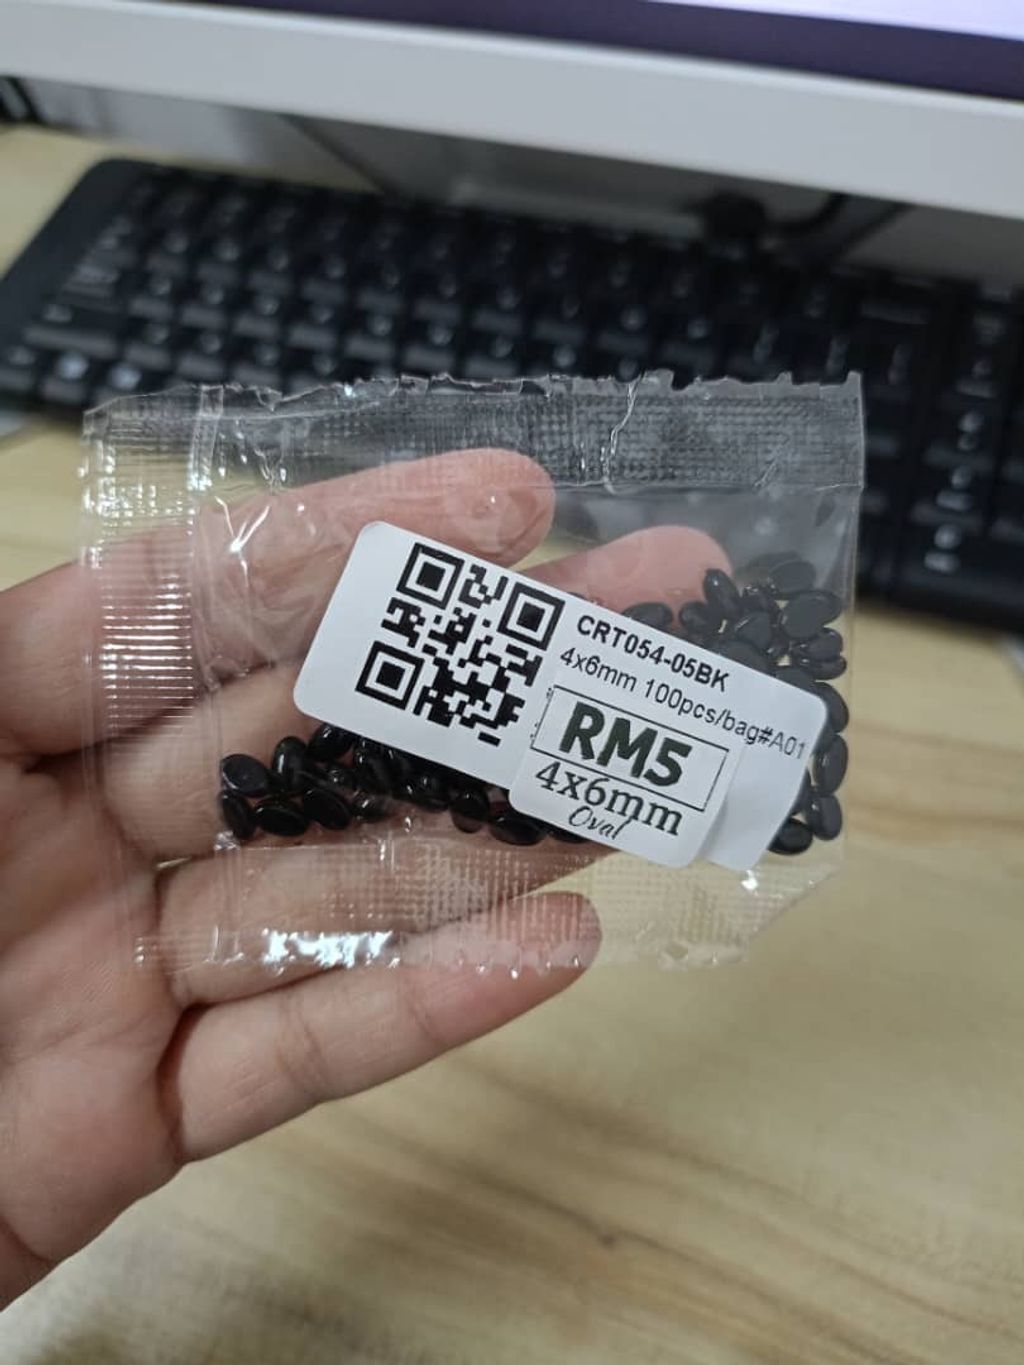 CRT054-05BK
4x6mm 100pcs/bag#A01
RM5
4x6mm
Oval